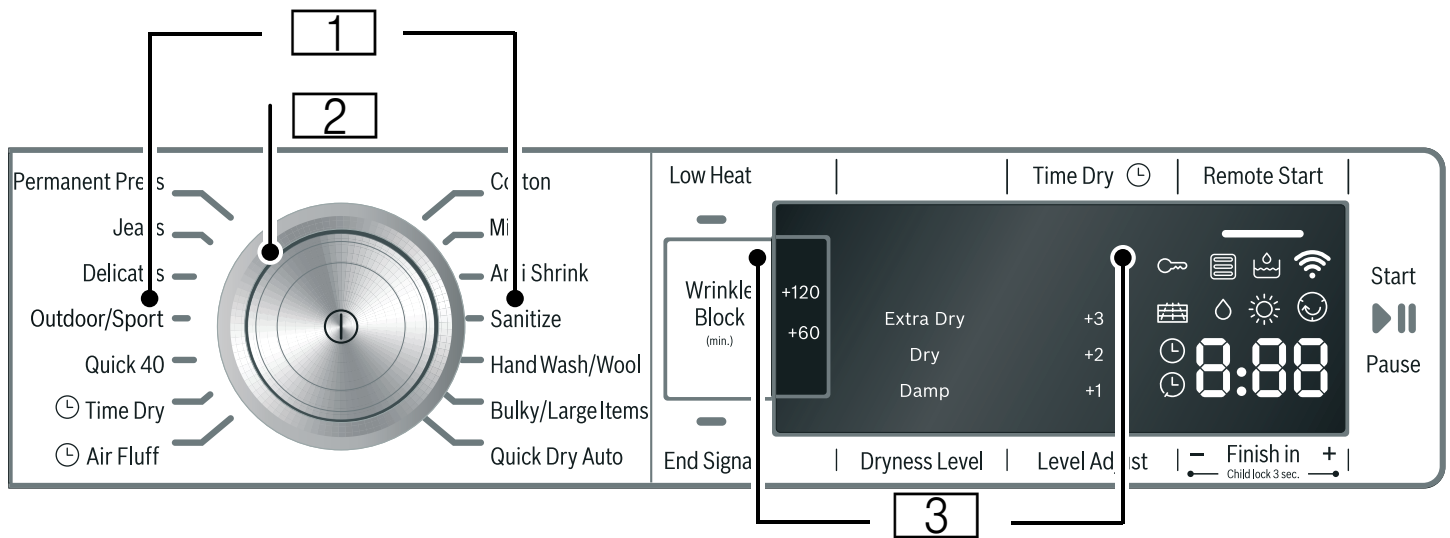 1
2
Permanent Press
Jeans
Delicates
Outdoor/Sport
Quick 40
Time Dry
Air Fluff
Cotton
Anti Shrink
Sanitize
Hand Wash/Wool
Bulky/Large Items
Quick Dry Auto
Low Heat
Time Dry
Remote Start
Wrinkle
Block
(min.)
+120
+60
Extra Dry +3
Dry +2
Damp +1
8:88
Start
Pause
End Signal
Dryness Level
Level Adjust
− Finish in +
Child lock 3 sec.
3